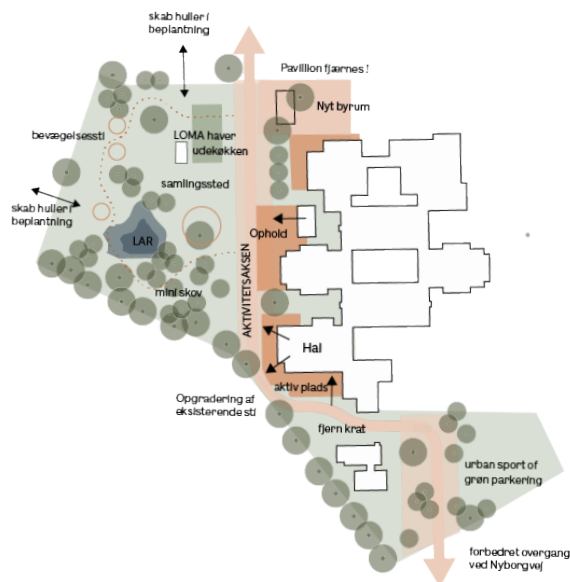 skab huller i
beplantning
Pavillion fjærnes !
Nyt byrum
LOMA haver
udekøkken
bevægelsessti
samlingssted
skab huller i
beplantning
Ophold
LAR
AKTIVITETSAKSEN
mini skov
Hal
aktiv plads
Opgradering af
eksisterende sti
fjern krat
urban sport of
grøn parkering
forbedret overgang
ved Nyborgvej